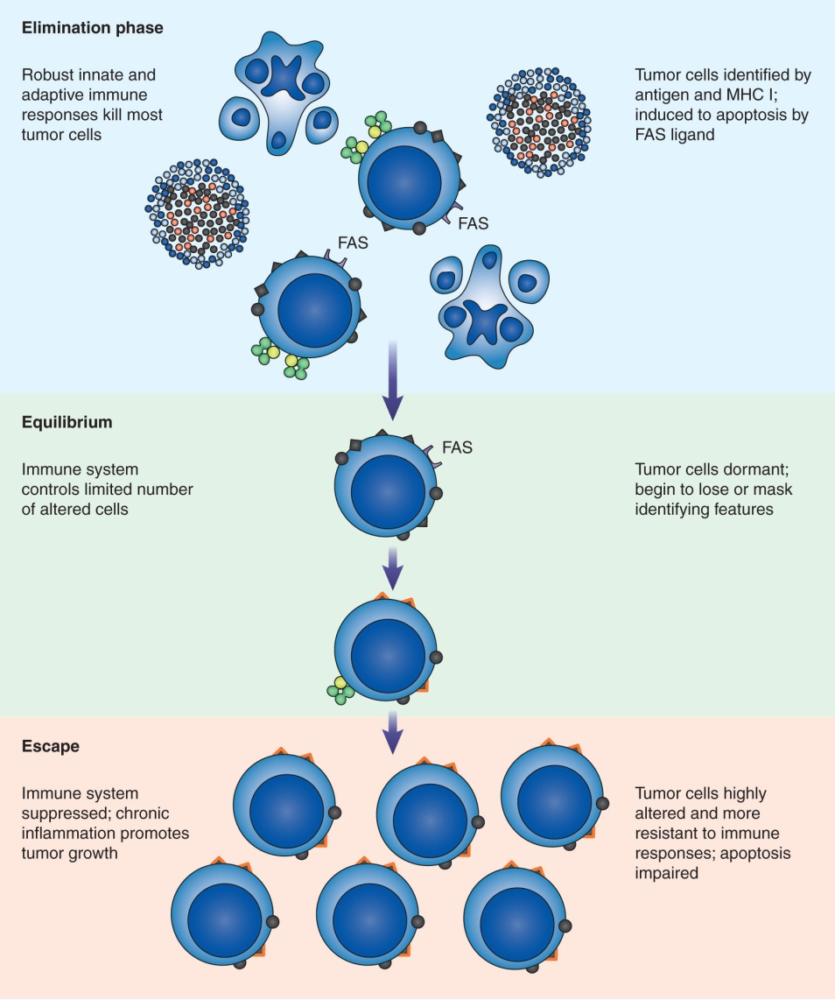 Elimination phase
Robust innate and
adaptive immune
responses kill most
tumor cells
Tumor cells identified by
antigen and MHC I;
induced to apoptosis by
FAS ligand
FAS
FAS
Equilibrium
Immune system
controls limited number
of altered cells
FAS
Tumor cells dormant;
begin to lose or mask
identifying features
Escape
Immune system
suppressed; chronic
inflammation promotes
tumor growth
Tumor cells highly
altered and more
resistant to immune
responses; apoptosis
impaired